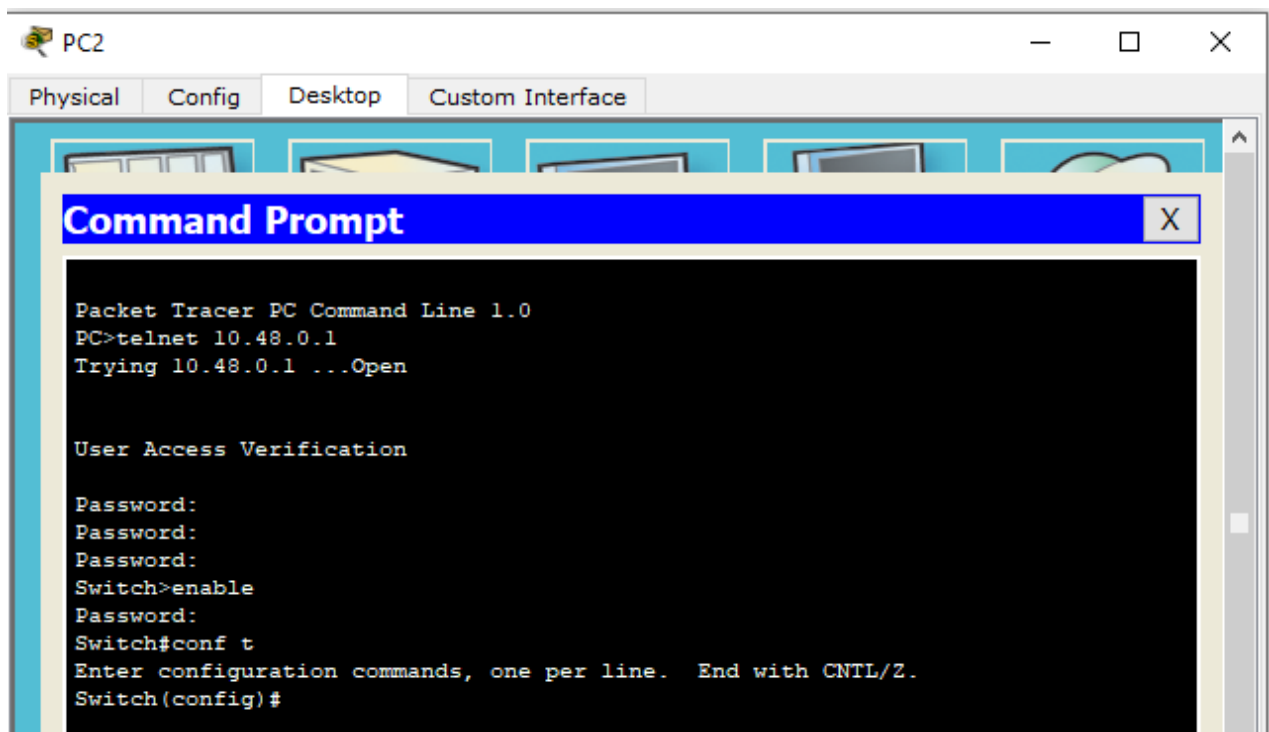 PC2
Physical Config Desktop Custom Interface
Command Prompt
X
Packet Tracer PC Command Line 1.0
PC>telnet 10.48.0.1
Trying 10.48.0.1 ...Open
User Access Verification
Password:
Password:
Password:
Switch>enable
Password:
Switch#conf t
Enter configuration commands, one per line.  End with CNTL/Z.
Switch(config)#